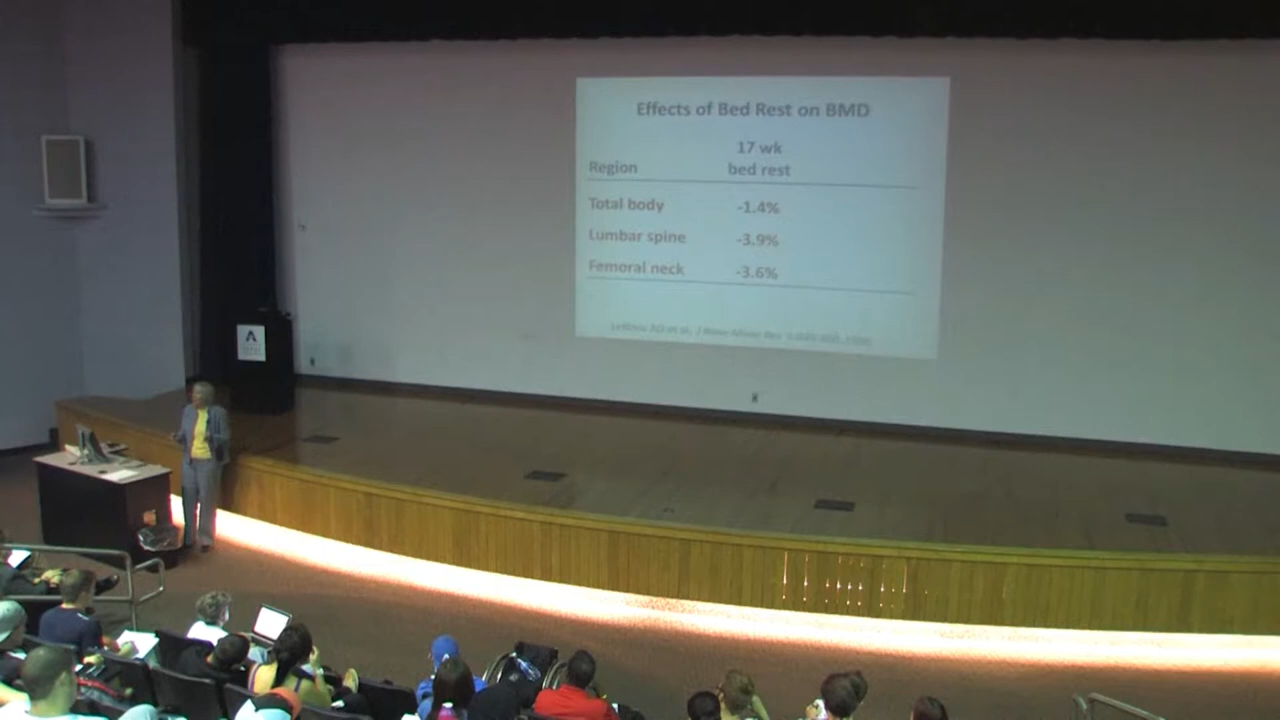 Effects of Bed Rest on BMD
17 wk
Region bed rest
Total body -1.4%
Lumbar spine -3.9%
Femoral neck -3.6%